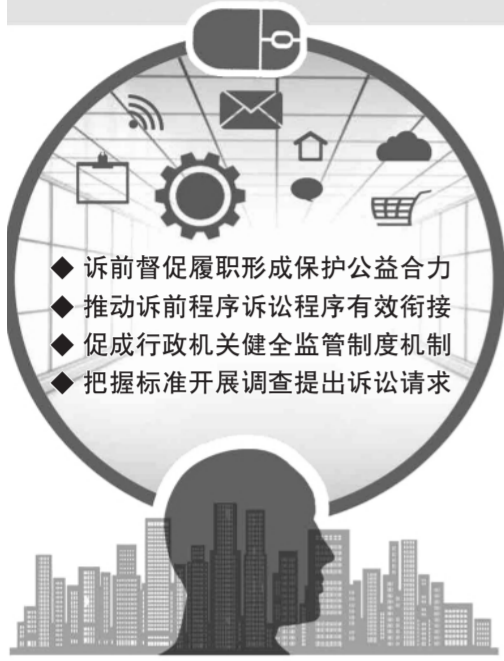 ◆ 诉前督促履职形成保护公益合力
◆ 推动诉前程序诉讼程序有效衔接
◆ 促成行政机关健全监管制度机制
◆ 把握标准开展调查提出诉讼请求